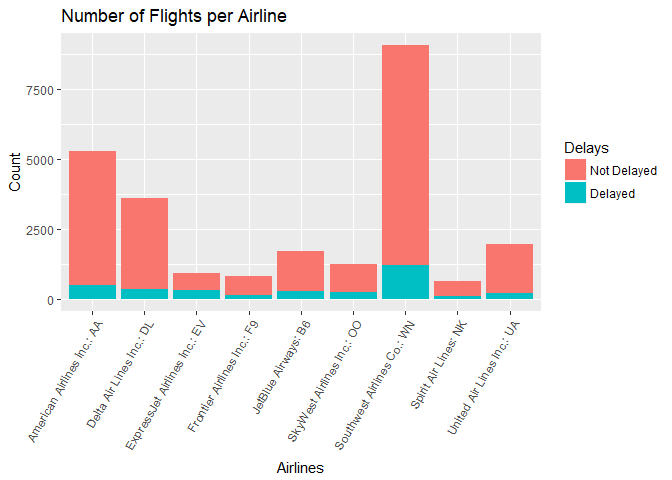 Number of Flights per Airline
Count
7500
5000
2500
0
American Airlines Inc.: AA
Delta Air Lines Inc.: DL
ExpressJet Airlines Inc.: EV
Frontier Airlines Inc.: F9
JetBlue Airways: B6
SkyWest Airlines Inc.: OO
Southwest Airlines Co.: WN
Spirit Air Lines: NK
United Air Lines Inc.: UA
Airlines
Delays
Not Delayed
Delayed